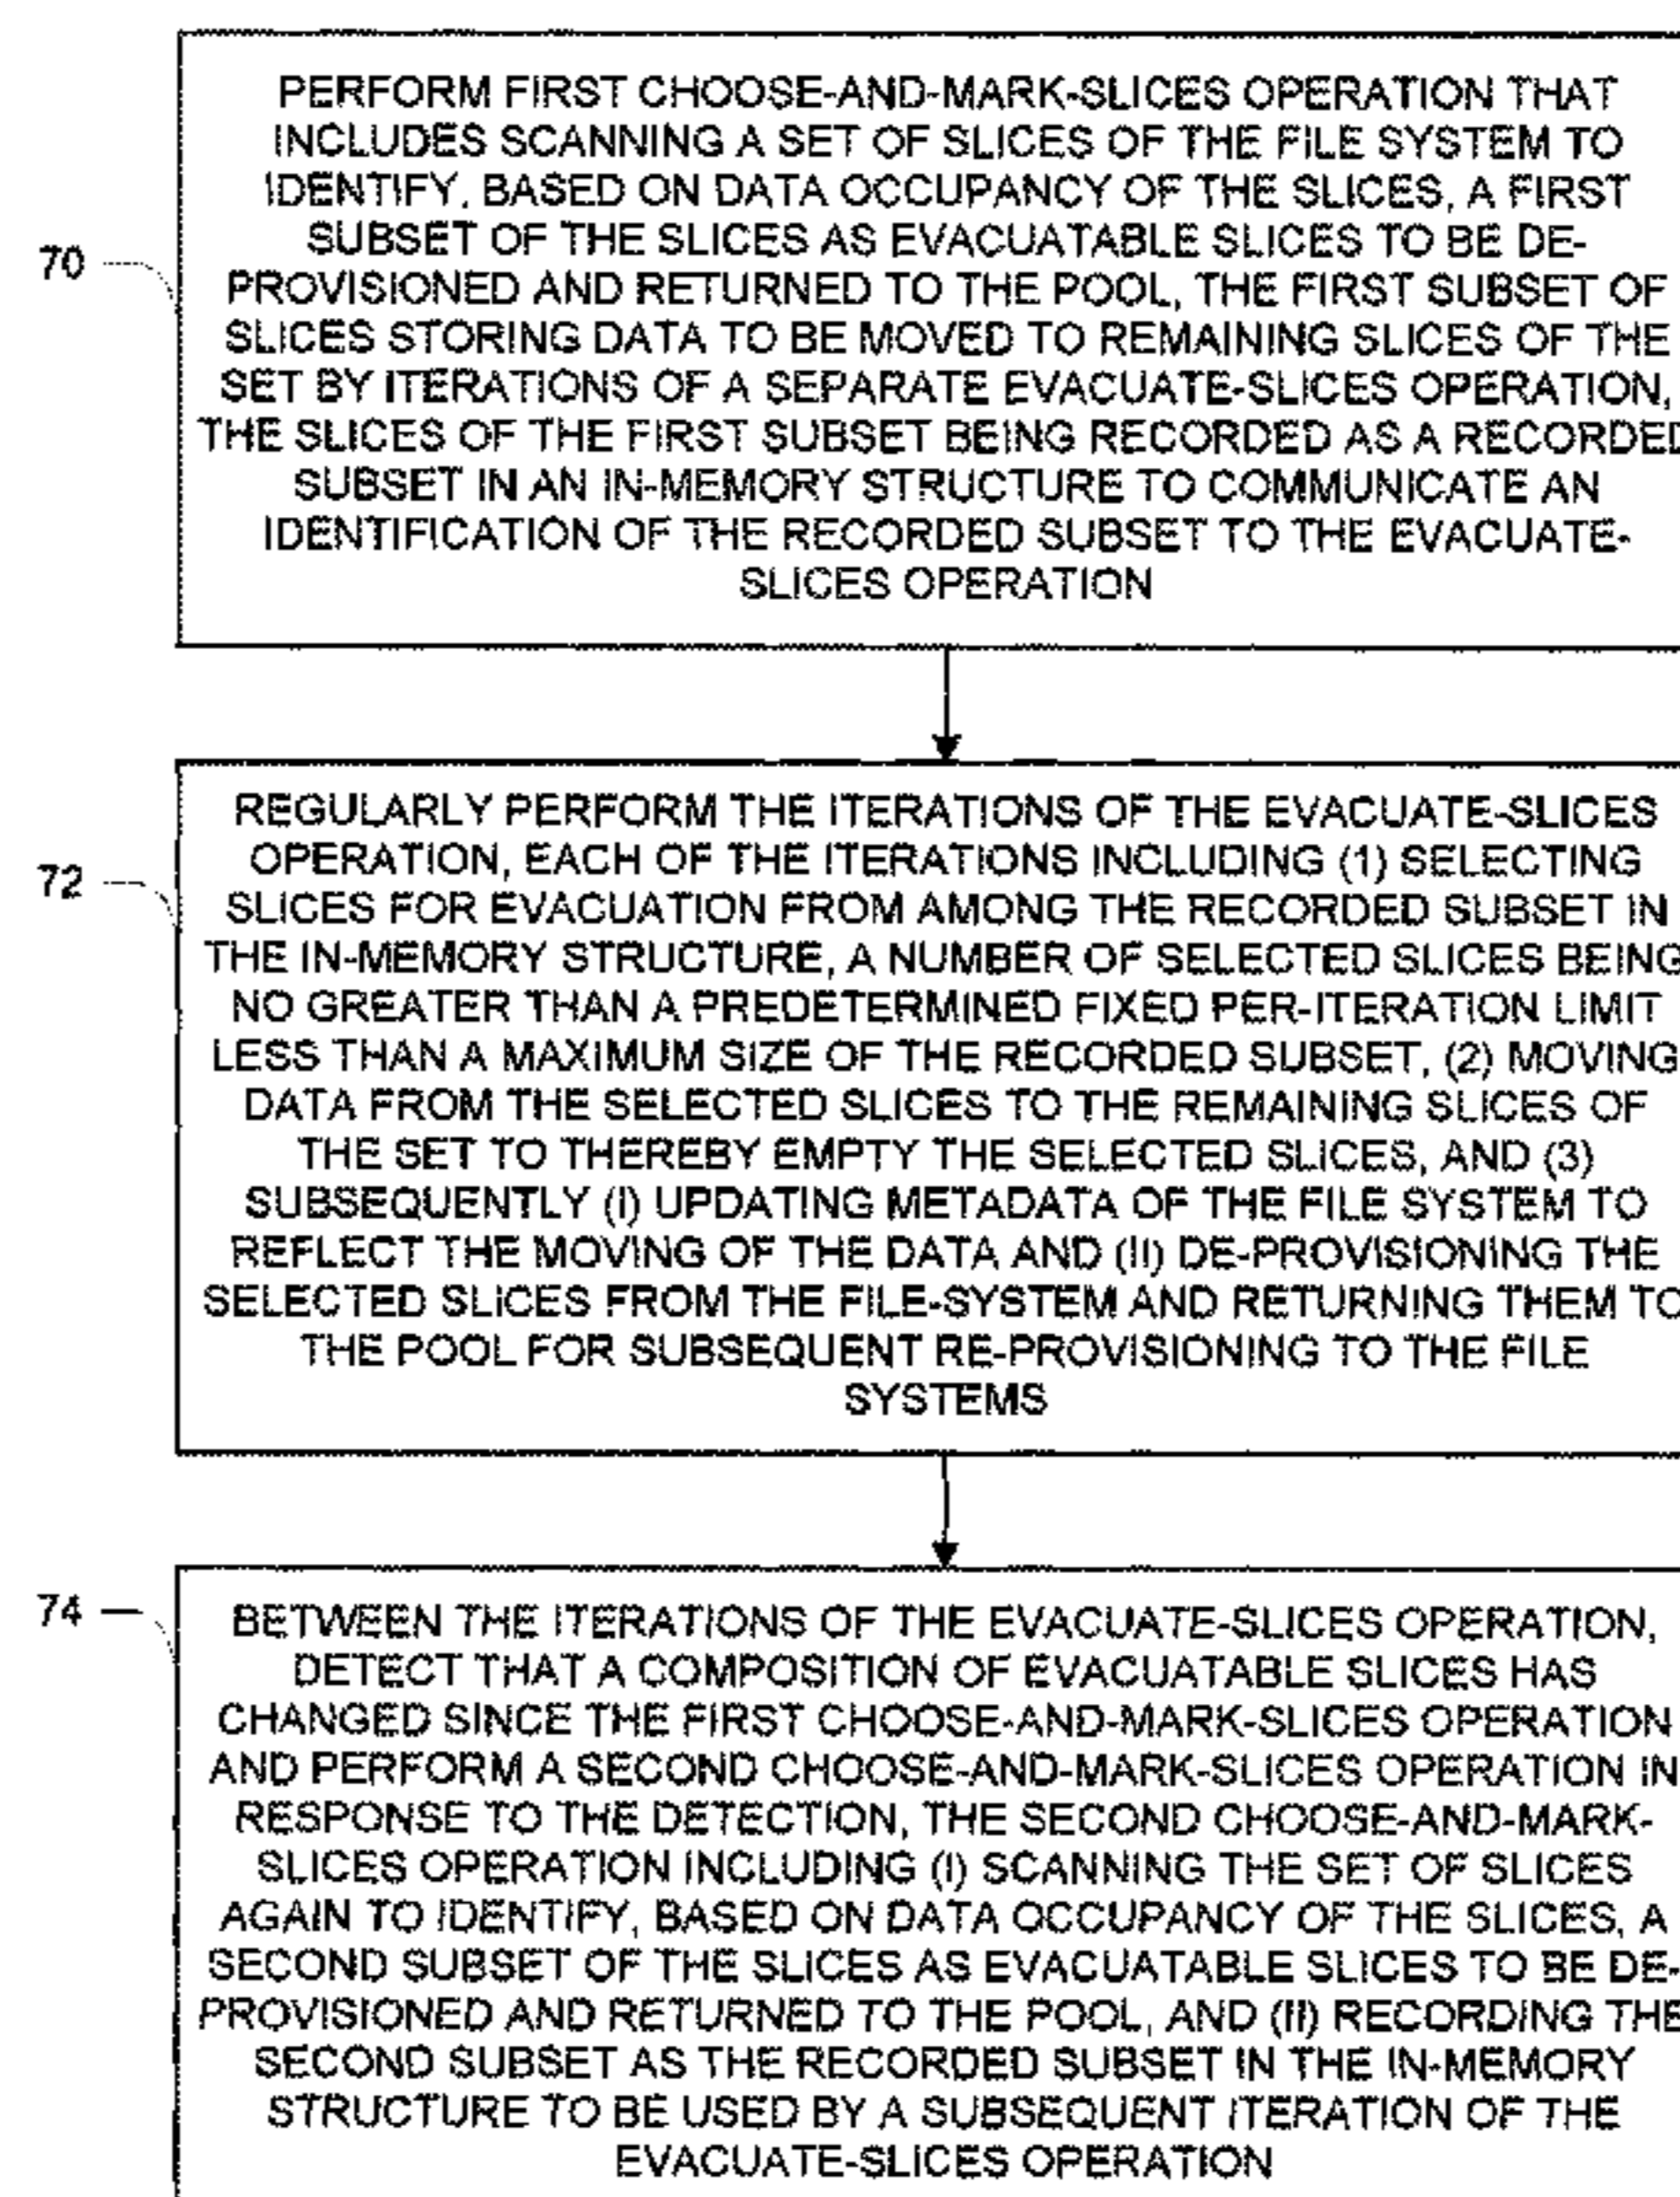 PERFORM FIRST CHOOSE-AND-MARK-SLICES OPERATION THAT
INCLUDES SCANNING A SET OF SLICES OF THE FILE SYSTEM TO
IDENTIFY, BASED ON DATA OCCUPANCY OF THE SLICES, A FIRST
SUBSET OF THE SLICES AS EVACUATABLE SLICES TO BE DE-
70
PROVISIONED AND RETURNED TO THE POOL, THE FIRST SUBSET OF
SLICES STORING DATA TO BE MOVED TO REMAINING SLICES OF THE
SET BY ITERATIONS OF A SEPARATE EVACUATE-SLICES OPERATION,
THE SLICES OF THE FIRST SUBSET BEING RECORDED AS A RECORDED
SUBSET IN AN IN-MEMORY STRUCTURE TO COMMUNICATE AN
IDENTIFICATION OF THE RECORDED SUBSET TO THE EVACUATE-
SLICES OPERATION
REGULARLY PERFORM THE ITERATIONS OF THE EVACUATE-SLICES
OPERATION, EACH OF THE ITERATIONS INCLUDING (1) SELECTING
72
SLICES FOR EVACUATION FROM AMONG THE RECORDED SUBSET IN
THE IN-MEMORY STRUCTURE, A NUMBER OF SELECTED SLICES BEING
NO GREATER THAN A PREDETERMINED FIXED PER-ITERATION LIMIT
LESS THAN A MAXIMUM SIZE OF THE RECORDED SUBSET, (2) MOVING
DATA FROM THE SELECTED SLICES TO THE REMAINING SLICES OF
THE SET TO THEREBY EMPTY THE SELECTED SLICES, AND (3)
SUBSEQUENTLY (I) UPDATING METADATA OF THE FILE SYSTEM TO
REFLECT THE MOVING OF THE DATA AND (II) DE-PROVISIONING THE
SELECTED SLICES FROM THE FILE-SYSTEM AND RETURNING THEM TO
THE POOL FOR SUBSEQUENT RE-PROVISIONING TO THE FILE
SYSTEMS
74
BETWEEN THE ITERATIONS OF THE EVACUATE-SLICES OPERATION,
DETECT THAT A COMPOSITION OF EVACUATABLE SLICES HAS
CHANGED SINCE THE FIRST CHOOSE-AND-MARK-SLICES OPERATION
AND PERFORM A SECOND CHOOSE-AND-MARK-SLICES OPERATION IN
RESPONSE TO THE DETECTION, THE SECOND CHOOSE-AND-MARK-
SLICES OPERATION INCLUDING (I) SCANNING THE SET OF SLICES
AGAIN TO IDENTIFY, BASED ON DATA OCCUPANCY OF THE SLICES, A
SECOND SUBSET OF THE SLICES AS EVACUATABLE SLICES TO BE DE-
PROVISIONED AND RETURNED TO THE POOL, AND (II) RECORDING THE
SECOND SUBSET AS THE RECORDED SUBSET IN THE IN-MEMORY
STRUCTURE TO BE USED BY A SUBSEQUENT ITERATION OF THE
EVACUATE-SLICES OPERATION